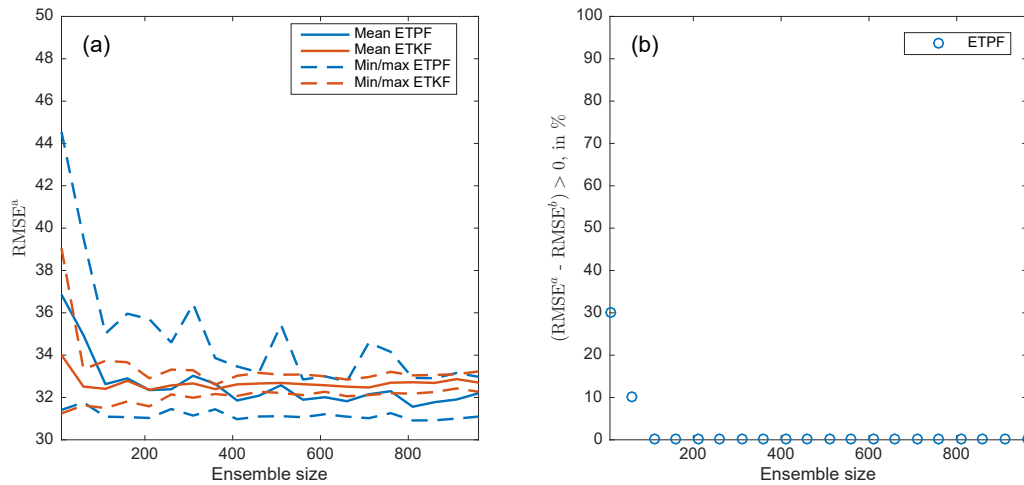 (a)
Mean ETPF
Mean ETKF
Min/max ETPF
Min/max ETKF
50
48
46
44
42
40
38
36
34
32
30
RMSE^a
200
400
600
800
Ensemble size
(b)
ETPF
100
90
80
70
60
50
40
30
20
10
0
(RMSE^a - RMSE^b) > 0, in %
200
400
600
800
Ensemble size